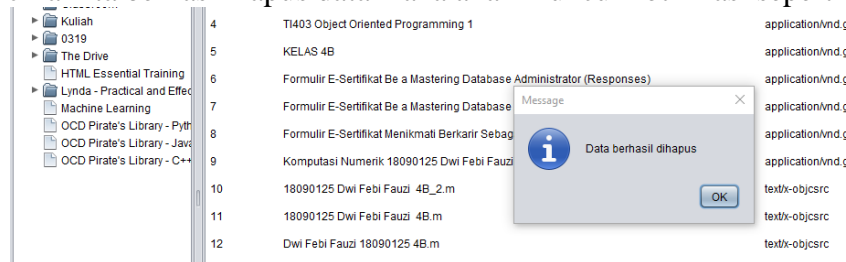 Kuliah
0319
The Drive
HTML Essential Training
Lynda - Practical and Effec
Machine Learning
OCD Pirate's Library - Pyth
OCD Pirate's Library - Java
OCD Pirate's Library - C++
4 TI403 Object Oriented Programming 1 application/vnd.g
5 KELAS 4B application/vnd.g
6 Formulir E-Sertifikat Be a Mastering Database Administrator (Responses) application/vnd.g
7 Formulir E-Sertifikat Be a Mastering Database application/vnd.g
8 Formulir E-Sertifikat Menikmati Berkarir Sebag application/vnd.g
9 Komputasi Numerik 18090125 Dwi Febi Fauzi application/vnd.g
10 18090125 Dwi Febi Fauzi 4B_2.m text/x-objcsrc
11 18090125 Dwi Febi Fauzi 4B.m text/x-objcsrc
12 Dwi Febi Fauzi 18090125 4B.m text/x-objcsrc
Message
Data berhasil dihapus
OK